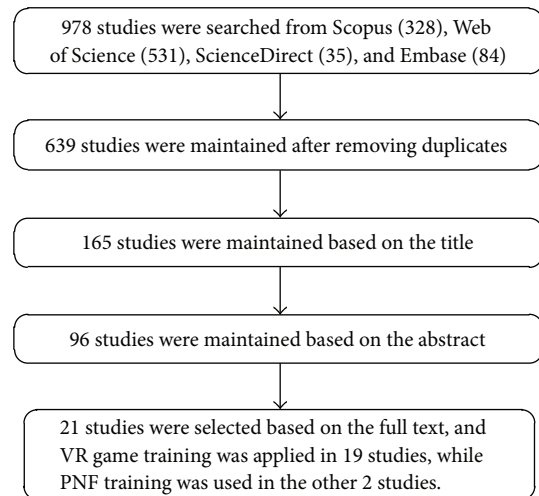 978 studies were searched from Scopus (328), Web
of Science (531), ScienceDirect (35), and Embase (84)
639 studies were maintained after removing duplicates
165 studies were maintained based on the title
96 studies were maintained based on the abstract
21 studies were selected based on the full text, and
VR game training was applied in 19 studies, while
PNF training was used in the other 2 studies.